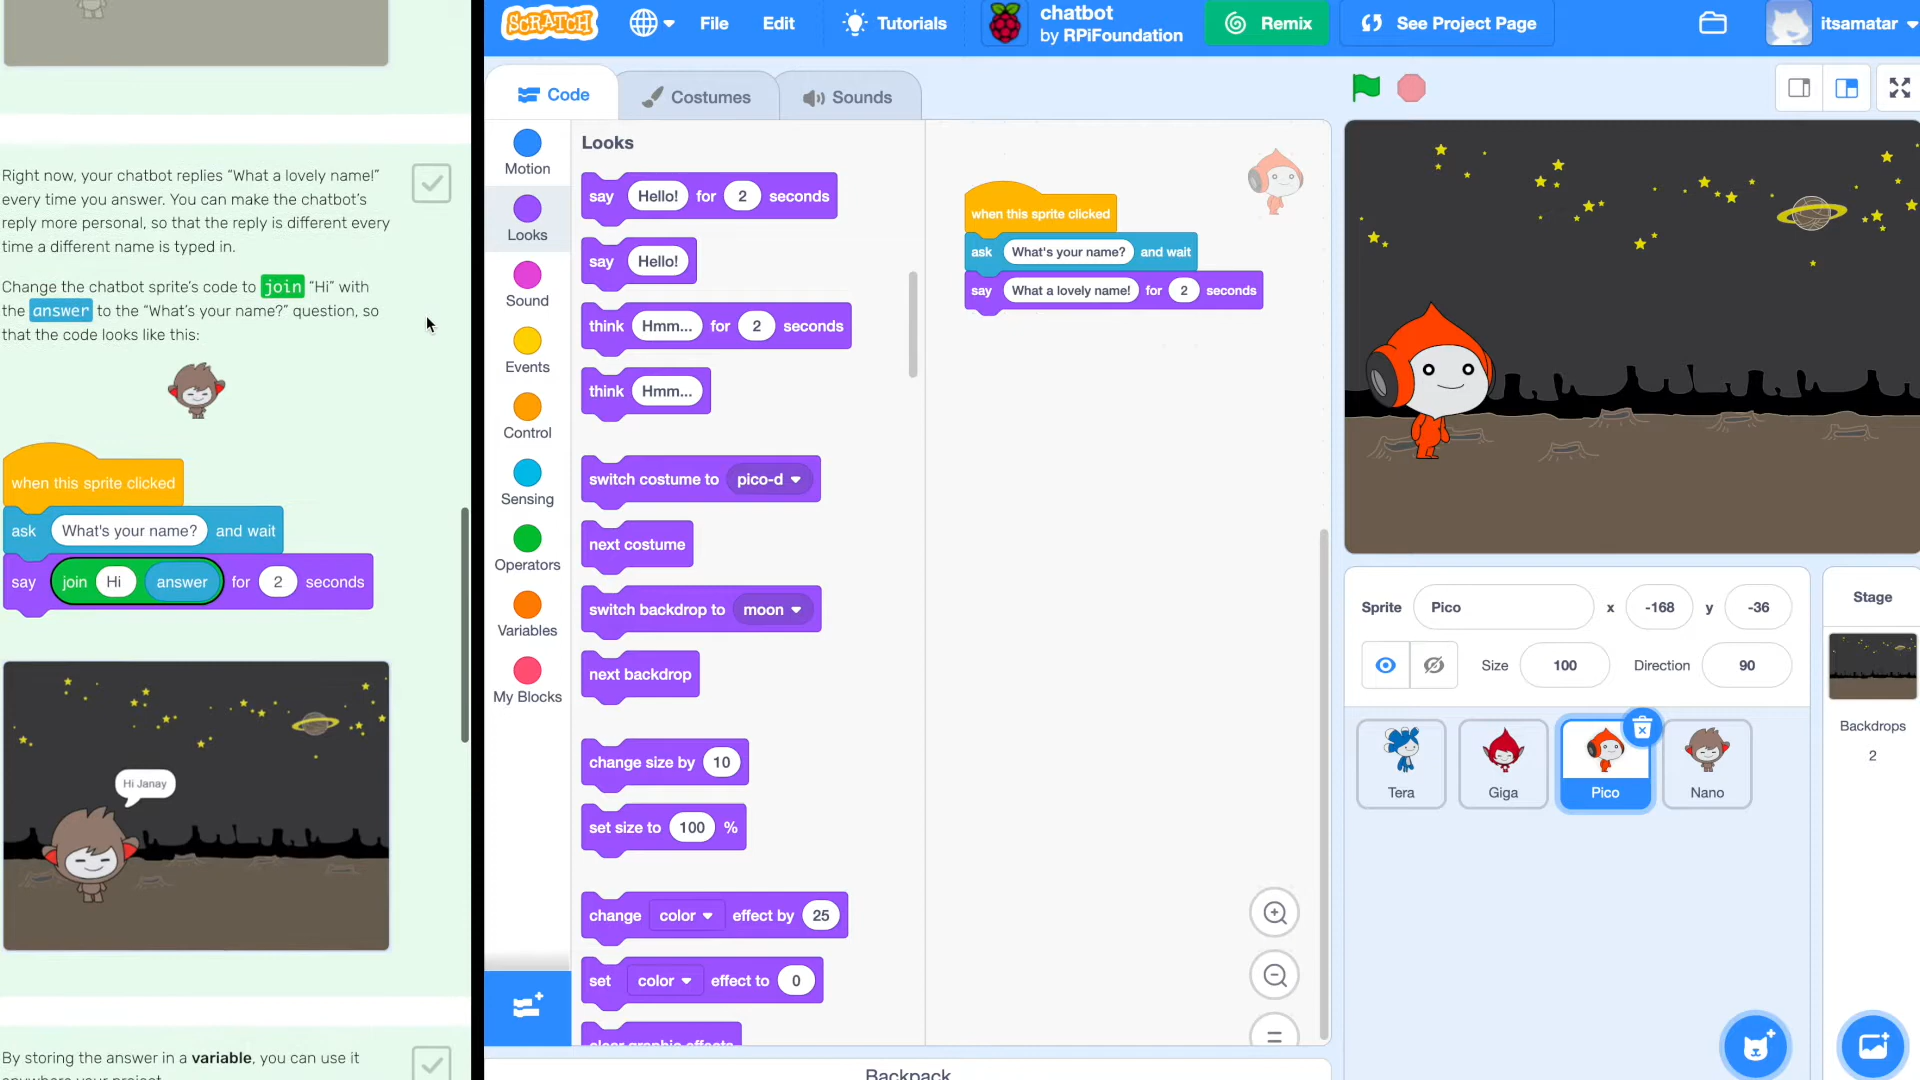 Right now, your chatbot replies “What a lovely name!”
every time you answer. You can make the chatbot’s
reply more personal, so that the reply is different every
time a different name is typed in.
Change the chatbot sprite’s code to join “Hi” with
the answer to the “What’s your name?” question, so
that the code looks like this:
when this sprite clicked
ask What's your name? and wait
say join Hi answer for 2 seconds
Hi Janay
By storing the answer in a variable, you can use it
SCRATCH
File
Edit
Tutorials
chatbot
by RPiFoundation
Remix
See Project Page
itsamatar
Code
Costumes
Sounds
Motion
Looks
Sound
Events
Control
Sensing
Operators
Variables
My Blocks
Looks
say Hello! for 2 seconds
say Hello!
think Hmm... for 2 seconds
think Hmm...
switch costume to pico-d
next costume
switch backdrop to moon
next backdrop
change size by 10
set size to 100 %
change color effect by 25
set color effect to 0
clear graphic effects
when this sprite clicked
ask What's your name? and wait
say What a lovely name! for 2 seconds
Backpack
Sprite Pico x -168 y -36
Size 100 Direction 90
Tera
Giga
Pico
Nano
Stage
Backdrops
2